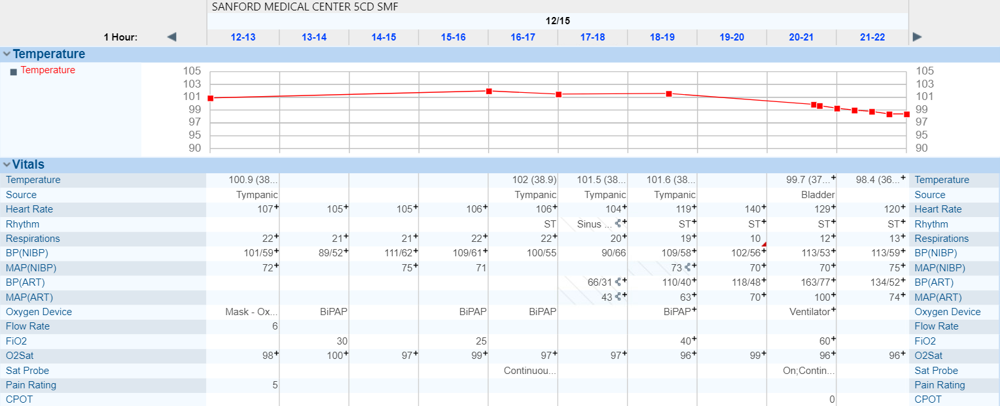 SANFORD MEDICAL CENTER 5CD SMF
12/15
1 Hour: 12-13 13-14 14-15 15-16 16-17 17-18 18-19 19-20 20-21 21-22
Temperature
Temperature
105 105
103 103
101 101
99 99
97 97
95 95
90 90
Vitals
Temperature 100.9 (38... 102 (38.9) 101.5 (38... 101.6 (38... 99.7 (37...+ 98.4 (36...+ Temperature
Source Tympanic Tympanic Tympanic Tympanic Bladder Source
Heart Rate 107+ 105+ 105+ 106+ 106+ 104+ 119+ 140+ 129+ 120+ Heart Rate
Rhythm ST Sinus ...+ ST+ ST+ ST+ ST+ Rhythm
Respirations 22+ 21+ 21+ 22+ 22+ 20+ 19+ 10 12+ 13+ Respirations
BP(NIBP) 101/59+ 89/52+ 111/62+ 109/61+ 100/55 90/66 109/58+ 102/56+ 113/53+ 113/59+ BP(NIBP)
MAP(NIBP) 72+ 75+ 71 73+ 70+ 70+ 75+ MAP(NIBP)
BP(ART) 66/31+ 110/40+ 118/48+ 163/77+ 134/52+ BP(ART)
MAP(ART) 43+ 63+ 70+ 100+ 74+ MAP(ART)
Oxygen Device Mask - Ox... BiPAP BiPAP BiPAP BiPAP+ Ventilator+ Oxygen Device
Flow Rate 6 Flow Rate
FiO2 30 25 40+ 60+ FiO2
O2Sat 98+ 100+ 97+ 99+ 97+ 97+ 96+ 99+ 96+ 96+ O2Sat
Sat Probe Continuou... On;Contin... Sat Probe
Pain Rating 5 Pain Rating
CPOT 0 CPOT